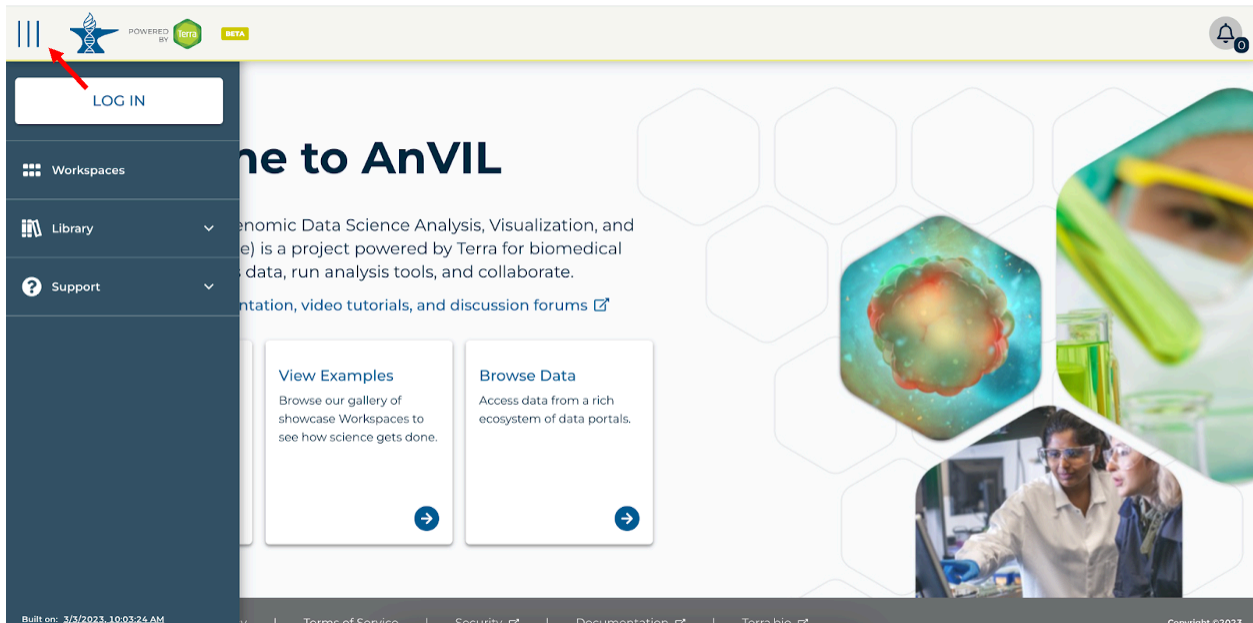 POWERED
BY
Terra
BETA
0
LOG IN
Workspaces
Library
Support
Built on: 3/3/2023, 10:03:24 AM
ne to AnVIL
enomic Data Science Analysis, Visualization, and
e) is a project powered by Terra for biomedical
data, run analysis tools, and collaborate.
ntation, video tutorials, and discussion forums
View Examples
Browse our gallery of
showcase Workspaces to
see how science gets done.
Browse Data
Access data from a rich
ecosystem of data portals.
y | Terms of Service | Security | Documentation | Terra.bio
Copyright ©2023